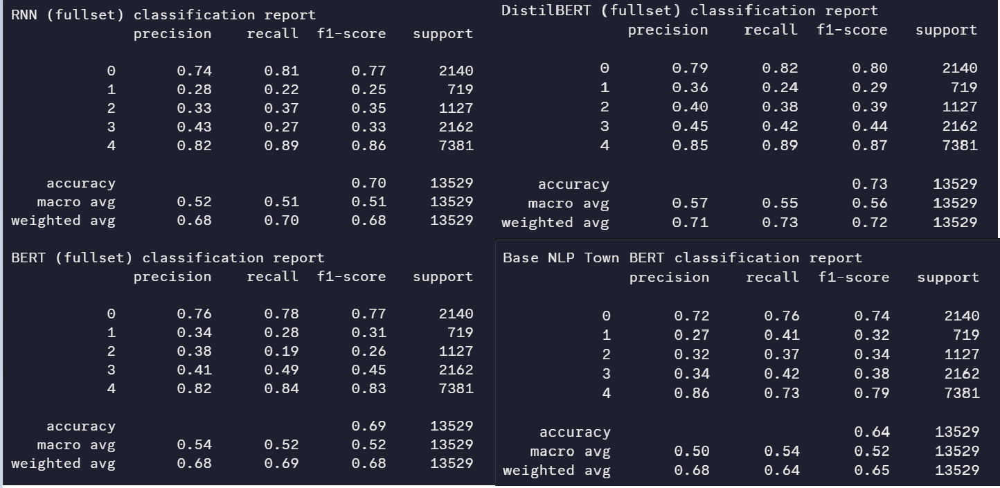 RNN (fullset) classification report
precision recall f1-score support
0 0.74 0.81 0.77 2140
1 0.28 0.22 0.25 719
2 0.33 0.37 0.35 1127
3 0.43 0.27 0.33 2162
4 0.82 0.89 0.86 7381
accuracy 0.70 13529
macro avg 0.52 0.51 0.51 13529
weighted avg 0.68 0.70 0.68 13529
DistilBERT (fullset) classification report
precision recall f1-score support
0 0.79 0.82 0.80 2140
1 0.36 0.24 0.29 719
2 0.40 0.38 0.39 1127
3 0.45 0.42 0.44 2162
4 0.85 0.89 0.87 7381
accuracy 0.73 13529
macro avg 0.57 0.55 0.56 13529
weighted avg 0.71 0.73 0.72 13529
BERT (fullset) classification report
precision recall f1-score support
0 0.76 0.78 0.77 2140
1 0.34 0.28 0.31 719
2 0.38 0.19 0.26 1127
3 0.41 0.49 0.45 2162
4 0.82 0.84 0.83 7381
accuracy 0.69 13529
macro avg 0.54 0.52 0.52 13529
weighted avg 0.68 0.69 0.68 13529
Base NLP Town BERT classification report
precision recall f1-score support
0 0.72 0.76 0.74 2140
1 0.27 0.41 0.32 719
2 0.32 0.37 0.34 1127
3 0.34 0.42 0.38 2162
4 0.86 0.73 0.79 7381
accuracy 0.64 13529
macro avg 0.50 0.54 0.52 13529
weighted avg 0.68 0.64 0.65 13529